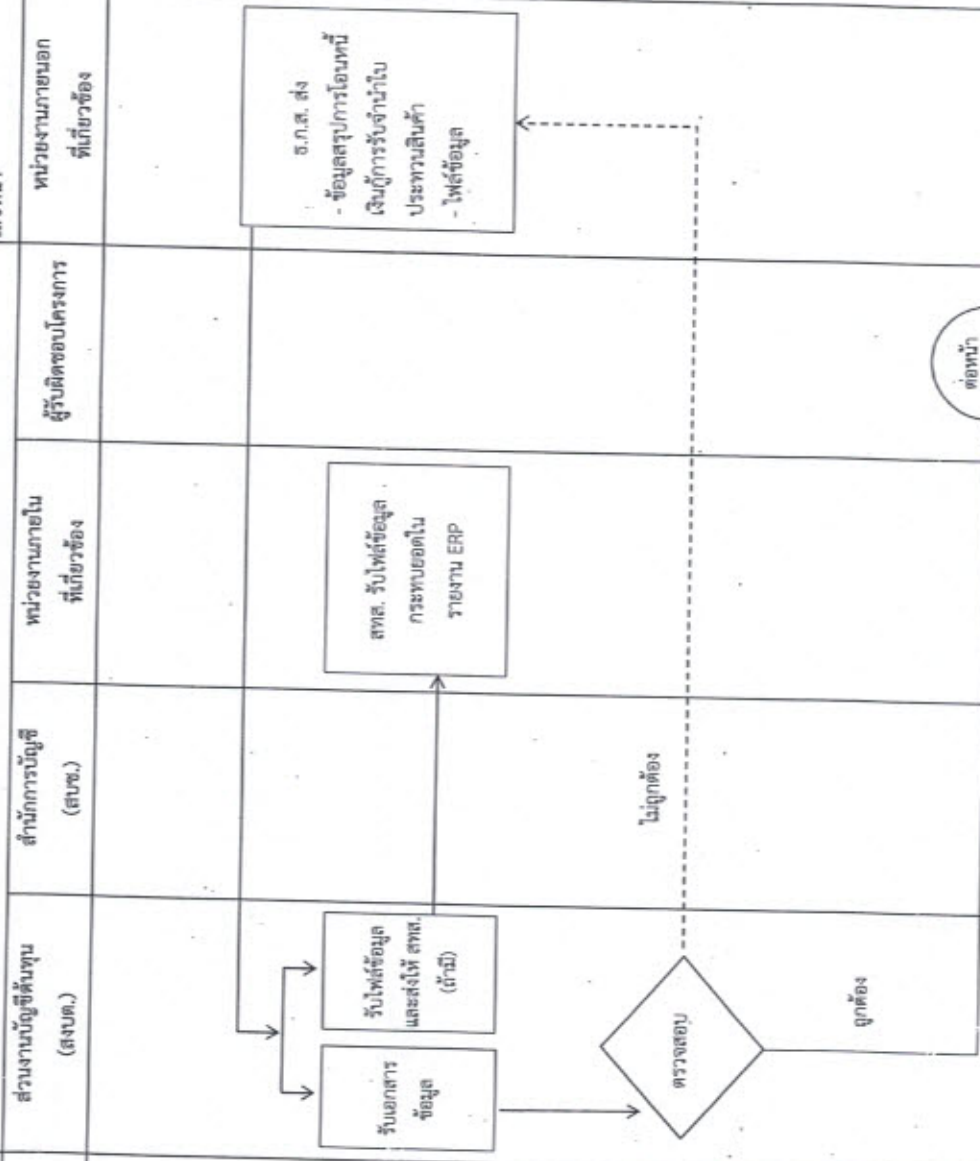 ส่วนงานบัญชีต้นทุน
(สงบต.)
สำนักการบัญชี
(สบช.)
หน่วยงานภายใน
ที่เกี่ยวข้อง
ผู้รับผิดชอบโครงการ
หน่วยงานภายนอก
ที่เกี่ยวข้อง
ธ.ก.ส. ส่ง
- ข้อมูลสรุปการโอนหนี้
เงินกู้การรับจำนำใบ
ประทวนสินค้า
- ไฟล์ข้อมูล
รับเอกสาร
ข้อมูล
รับไฟล์ข้อมูล
และส่งให้ สทส.
(ถ้ามี)
สทส. รับไฟล์ข้อมูล
กระทบยอดใน
รายงาน ERP
ตรวจสอบ
ไม่ถูกต้อง
ถูกต้อง
ต่อหน้า